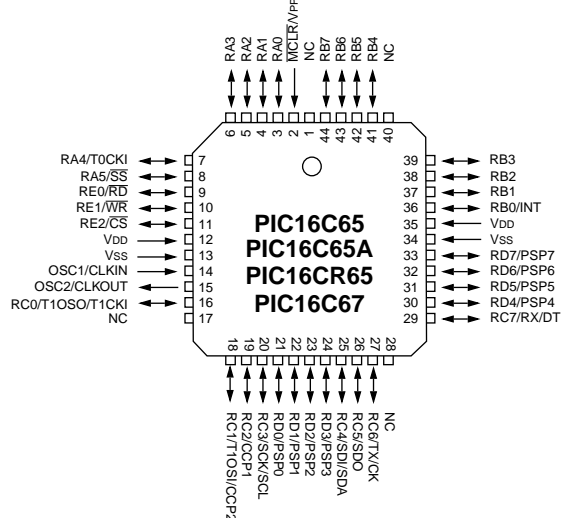 RA3
RA2
RA1
RA0
MCLR/VPP
NC
RB7
RB6
RB5
RB4
NC
6
5
4
3
2
1
44
43
42
41
40
RA4/T0CKI 7
RA5/SS 8
RE0/RD 9
RE1/WR 10
RE2/CS 11
VDD 12
VSS 13
OSC1/CLKIN 14
OSC2/CLKOUT 15
RC0/T1OSO/T1CKI 16
NC 17
PIC16C65
PIC16C65A
PIC16CR65
PIC16C67
39 RB3
38 RB2
37 RB1
36 RB0/INT
35 VDD
34 VSS
33 RD7/PSP7
32 RD6/PSP6
31 RD5/PSP5
30 RD4/PSP4
29 RC7/RX/DT
18
19
20
21
22
23
24
25
26
27
28
RC1/T1OSI/CCP2
RC2/CCP1
RC3/SCK/SCL
RD0/PSP0
RD1/PSP1
RD2/PSP2
RD3/PSP3
RC4/SDI/SDA
RC5/SDO
RC6/TX/CK
NC